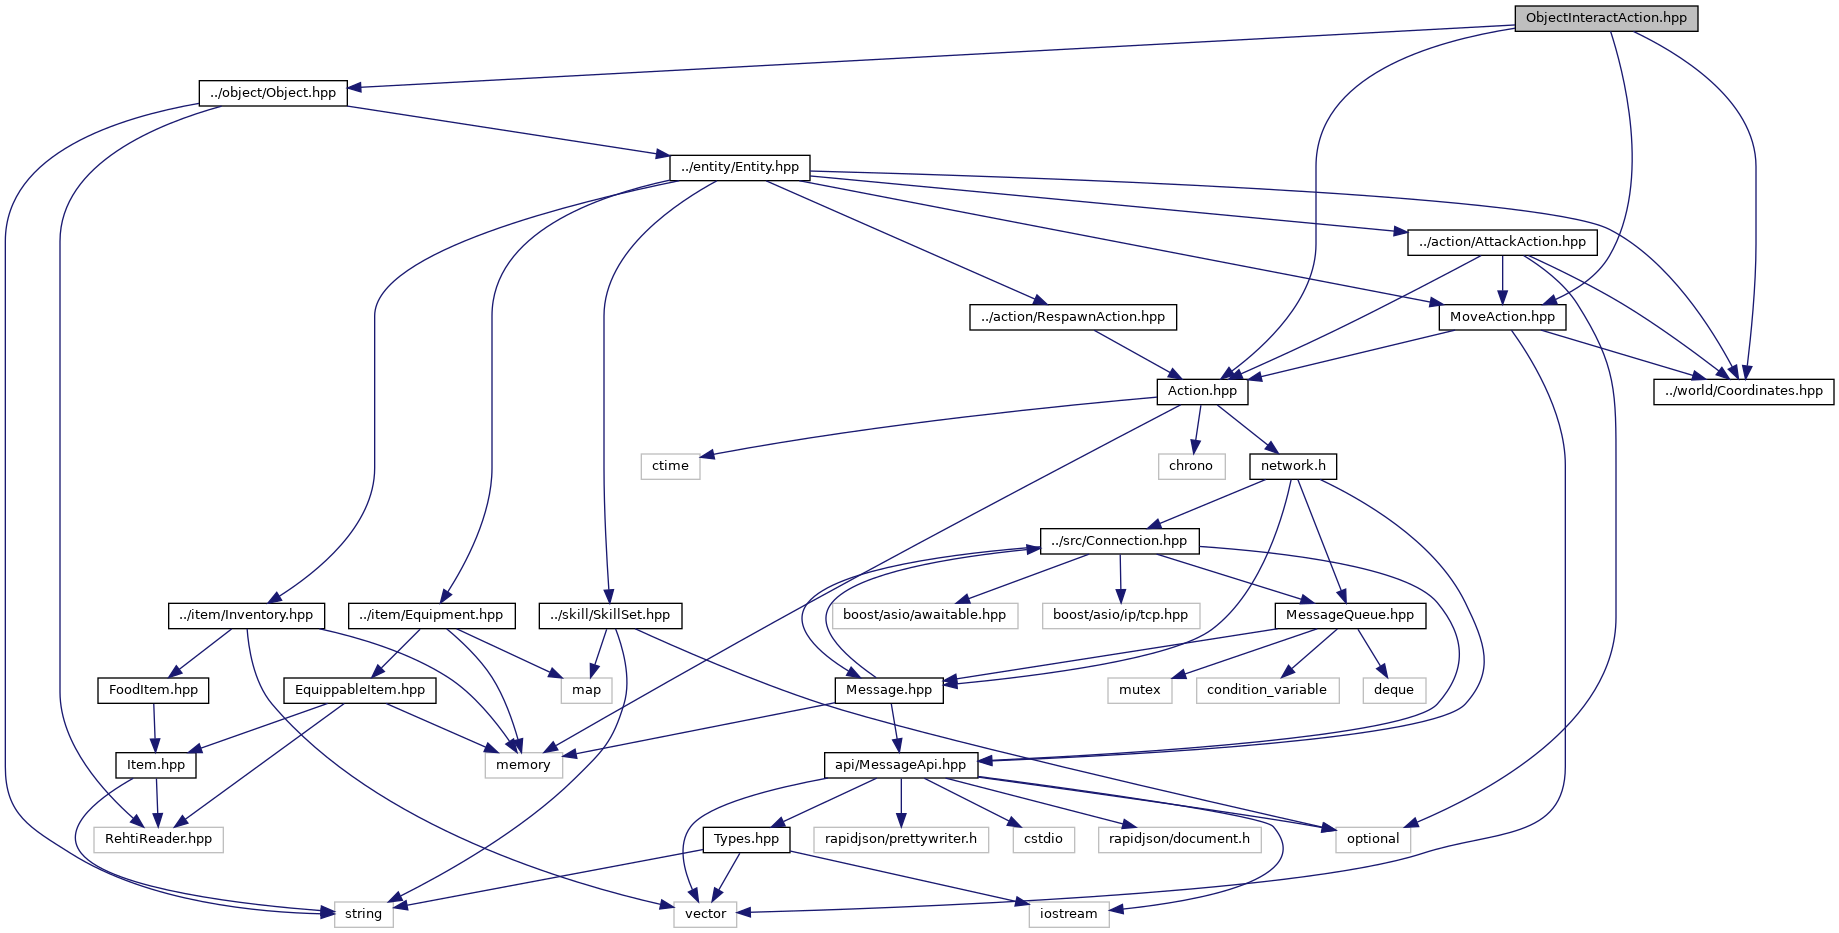 ObjectInteractAction.hpp
../object/Object.hpp
../entity/Entity.hpp
../action/AttackAction.hpp
../action/RespawnAction.hpp
MoveAction.hpp
Action.hpp
../world/Coordinates.hpp
ctime
chrono
network.h
../src/Connection.hpp
../item/Inventory.hpp
../item/Equipment.hpp
../skill/SkillSet.hpp
boost/asio/awaitable.hpp
boost/asio/ip/tcp.hpp
MessageQueue.hpp
FoodItem.hpp
EquippableItem.hpp
map
Message.hpp
mutex
condition_variable
deque
Item.hpp
memory
api/MessageApi.hpp
RehtiReader.hpp
Types.hpp
rapidjson/prettywriter.h
cstdio
rapidjson/document.h
optional
string
vector
iostream